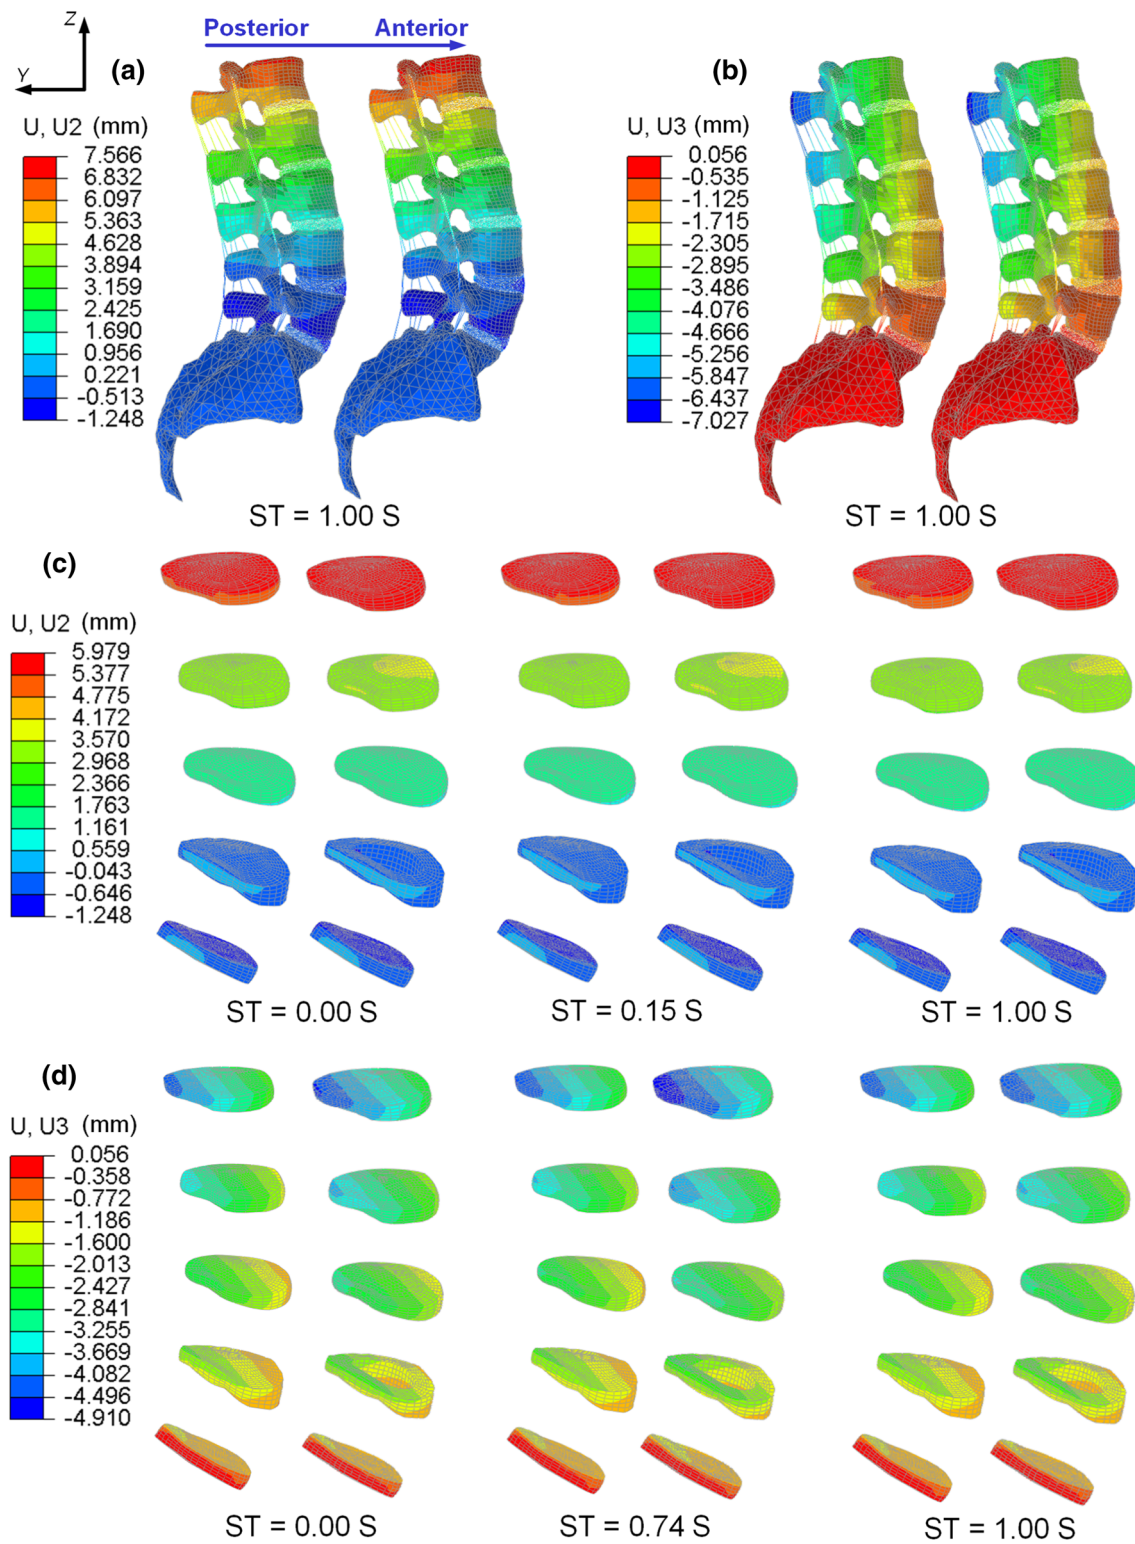 Z
Y
Posterior Anterior
(a)
U, U2 (mm)
7.566
6.832
6.097
5.363
4.628
3.894
3.159
2.425
1.690
0.956
0.221
-0.513
-1.248
ST = 1.00 S
(b)
U, U3 (mm)
0.056
-0.535
-1.125
-1.715
-2.305
-2.895
-3.486
-4.076
-4.666
-5.256
-5.847
-6.437
-7.027
ST = 1.00 S
(c)
U, U2 (mm)
5.979
5.377
4.775
4.172
3.570
2.968
2.366
1.763
1.161
0.559
-0.043
-0.646
-1.248
ST = 0.00 S
ST = 0.15 S
ST = 1.00 S
(d)
U, U3 (mm)
0.056
-0.358
-0.772
-1.186
-1.600
-2.013
-2.427
-2.841
-3.255
-3.669
-4.082
-4.496
-4.910
ST = 0.00 S
ST = 0.74 S
ST = 1.00 S